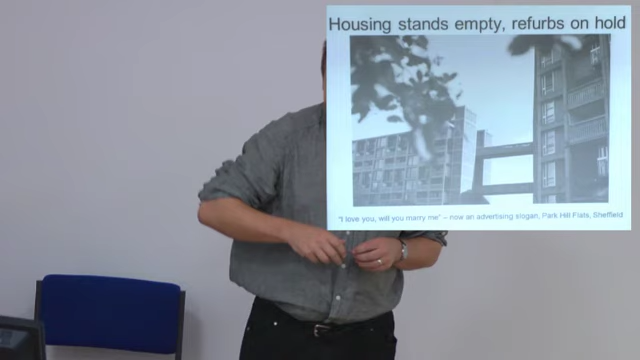 Housing stands empty, refurbs on hold
"I love you, will you marry me" – now an advertising slogan, Park Hill Flats, Sheffield